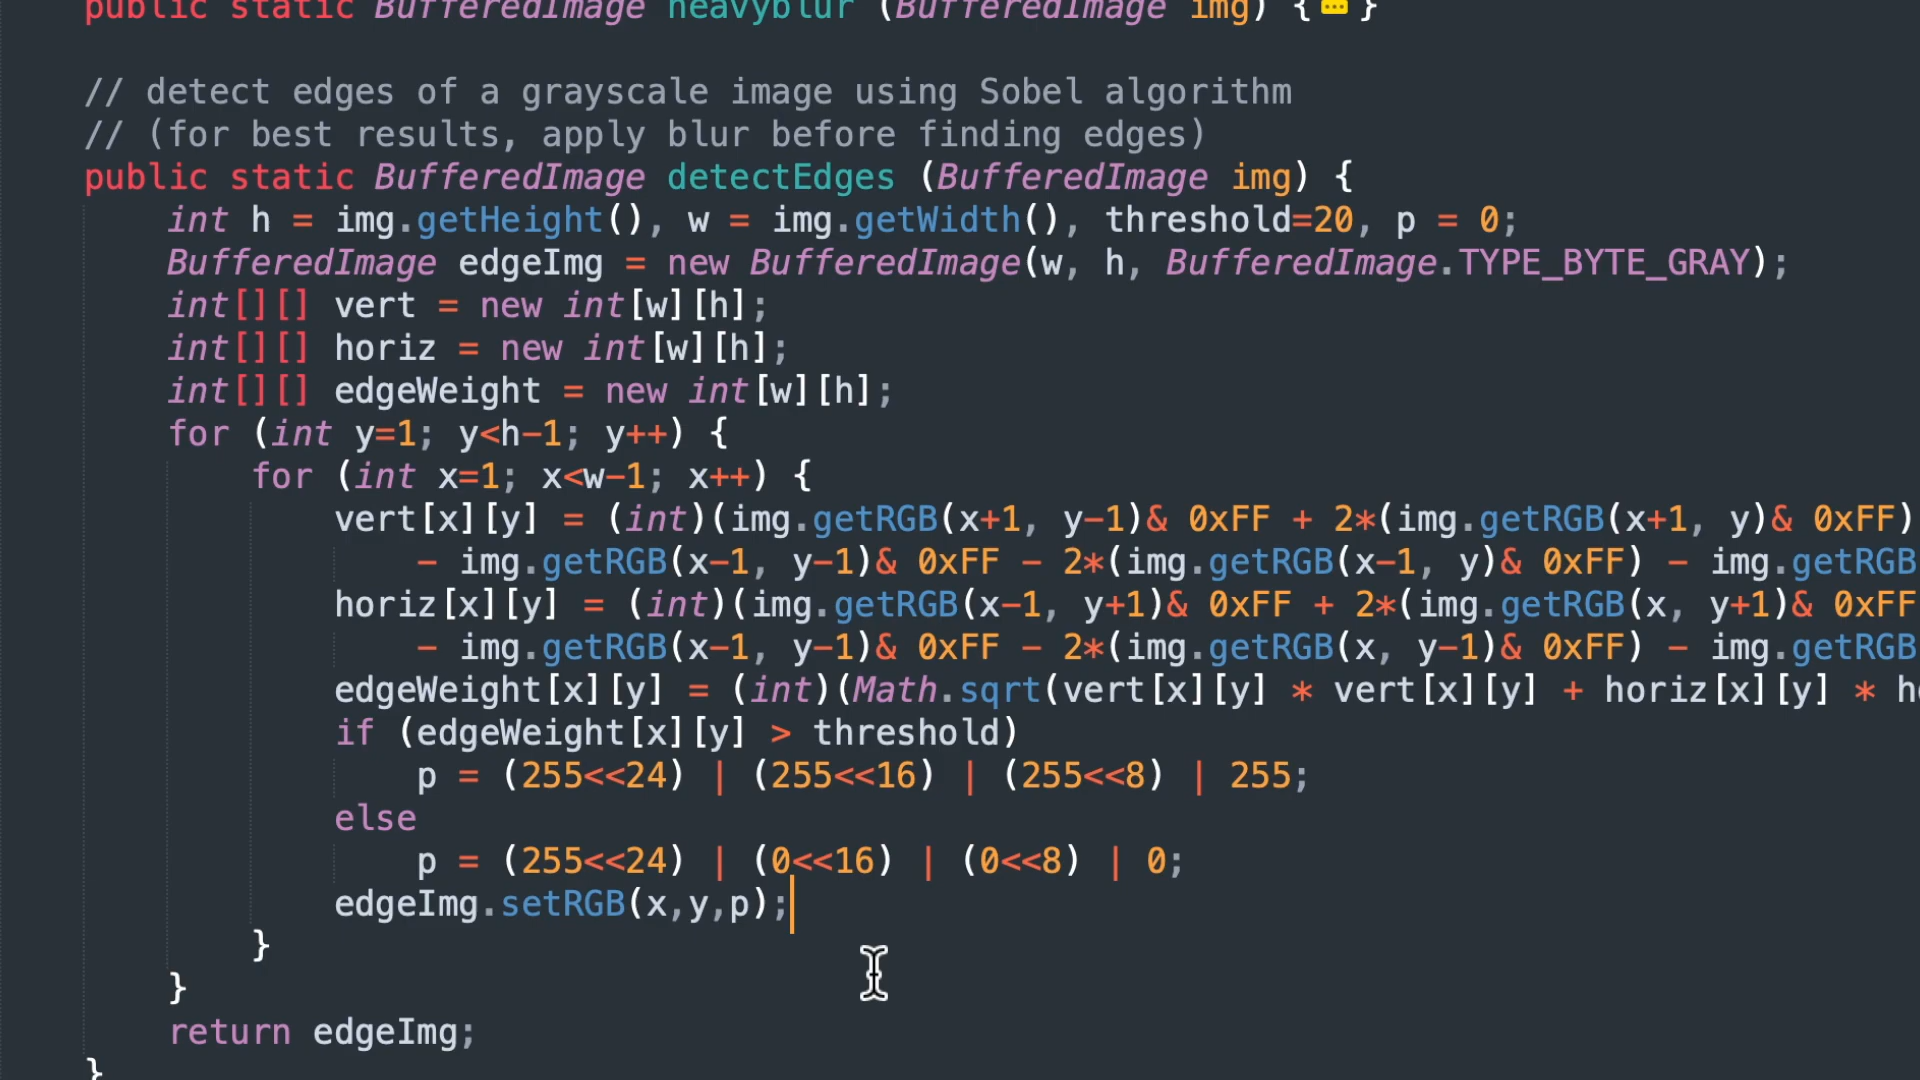 public static BufferedImage heavyblur (BufferedImage img) { }
// detect edges of a grayscale image using Sobel algorithm
// (for best results, apply blur before finding edges)
public static BufferedImage detectEdges (BufferedImage img) {
int h = img.getHeight(), w = img.getWidth(), threshold=20, p = 0;
BufferedImage edgeImg = new BufferedImage(w, h, BufferedImage.TYPE_BYTE_GRAY);
int[][] vert = new int[w][h];
int[][] horiz = new int[w][h];
int[][] edgeWeight = new int[w][h];
for (int y=1; y<h-1; y++) {
for (int x=1; x<w-1; x++) {
vert[x][y] = (int)(img.getRGB(x+1, y-1)& 0xFF + 2*(img.getRGB(x+1, y)& 0xFF)
- img.getRGB(x-1, y-1)& 0xFF - 2*(img.getRGB(x-1, y)& 0xFF) - img.getRGB
horiz[x][y] = (int)(img.getRGB(x-1, y+1)& 0xFF + 2*(img.getRGB(x, y+1)& 0xFF
- img.getRGB(x-1, y-1)& 0xFF - 2*(img.getRGB(x, y-1)& 0xFF) - img.getRGB
edgeWeight[x][y] = (int)(Math.sqrt(vert[x][y] * vert[x][y] + horiz[x][y] *
if (edgeWeight[x][y] > threshold)
p = (255<<24) | (255<<16) | (255<<8) | 255;
else
p = (255<<24) | (0<<16) | (0<<8) | 0;
edgeImg.setRGB(x,y,p);
}
}
return edgeImg;
}